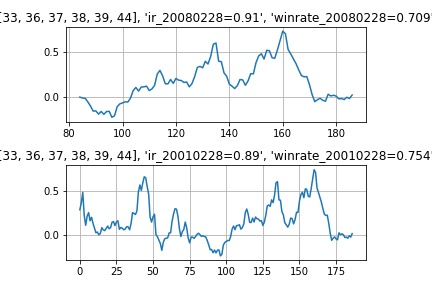 [33, 36, 37, 38, 39, 44], 'ir_20080228=0.91', 'winrate_20080228=0.709'
0.5
0.0
80 100 120 140 160 180
[33, 36, 37, 38, 39, 44], 'ir_20010228=0.89', 'winrate_20010228=0.754'
0.5
0.0
0 25 50 75 100 125 150 175